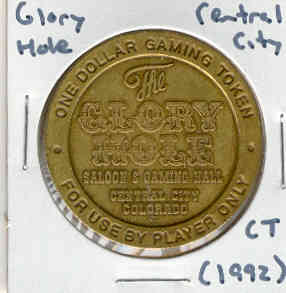 Glory Hole
Central City
ONE DOLLAR GAMING TOKEN
The
GLORY
HOLE
SALOON & GAMING HALL
CENTRAL CITY
COLORADO
FOR USE BY PLAYER ONLY
CT
(1992)